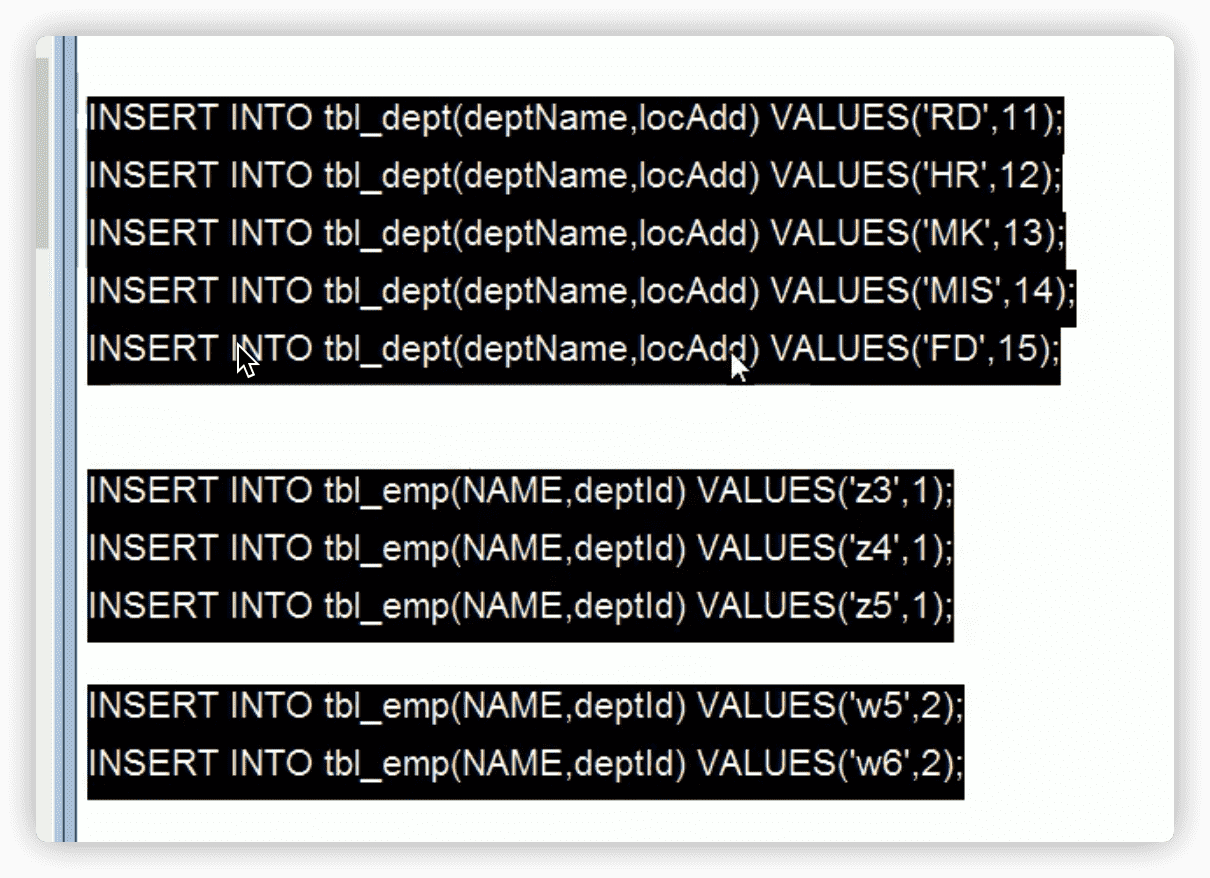 INSERT INTO tbl_dept(deptName,locAdd) VALUES('RD',11);
INSERT INTO tbl_dept(deptName,locAdd) VALUES('HR',12);
INSERT INTO tbl_dept(deptName,locAdd) VALUES('MK',13);
INSERT INTO tbl_dept(deptName,locAdd) VALUES('MIS',14);
INSERT INTO tbl_dept(deptName,locAdd) VALUES('FD',15);
INSERT INTO tbl_emp(NAME,deptId) VALUES('z3',1);
INSERT INTO tbl_emp(NAME,deptId) VALUES('z4',1);
INSERT INTO tbl_emp(NAME,deptId) VALUES('z5',1);
INSERT INTO tbl_emp(NAME,deptId) VALUES('w5',2);
INSERT INTO tbl_emp(NAME,deptId) VALUES('w6',2);